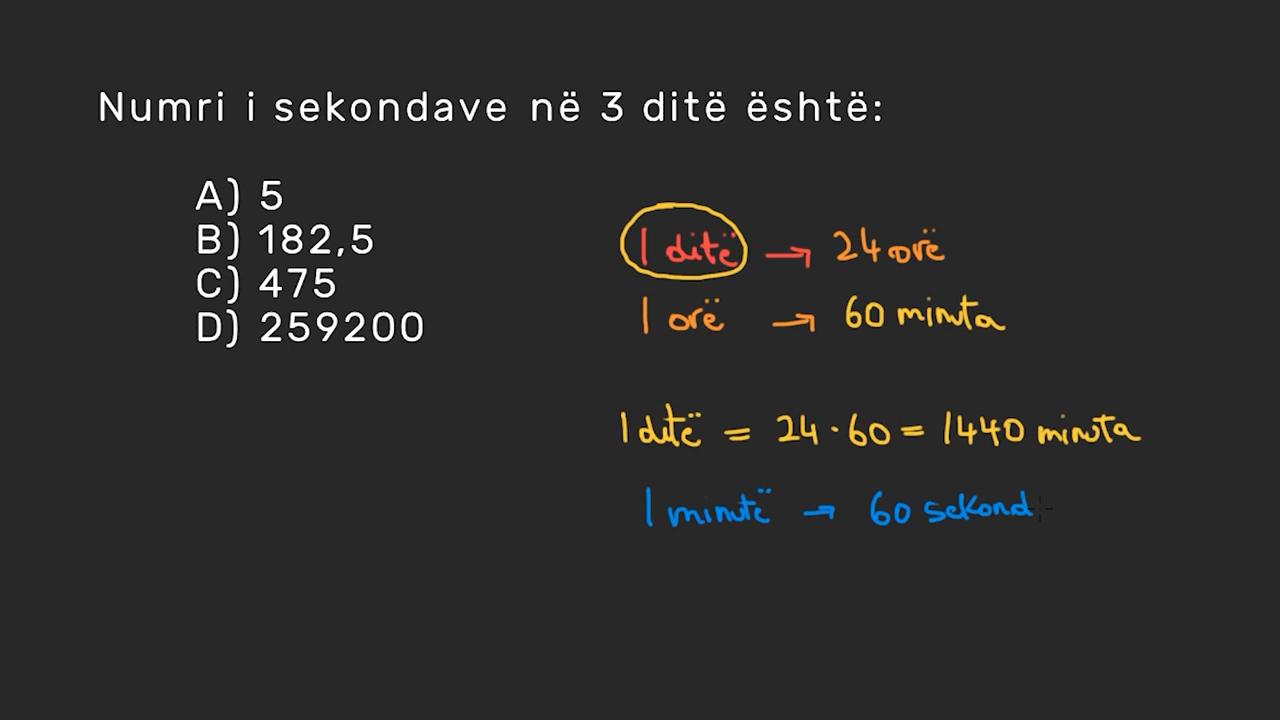 Numri i sekondave në 3 ditë është:
A) 5
B) 182,5
C) 475
D) 259200
1 ditë → 24 orë
1 orë → 60 minuta
1 ditë = 24 · 60 = 1440 minuta
1 minutë → 60 sekond